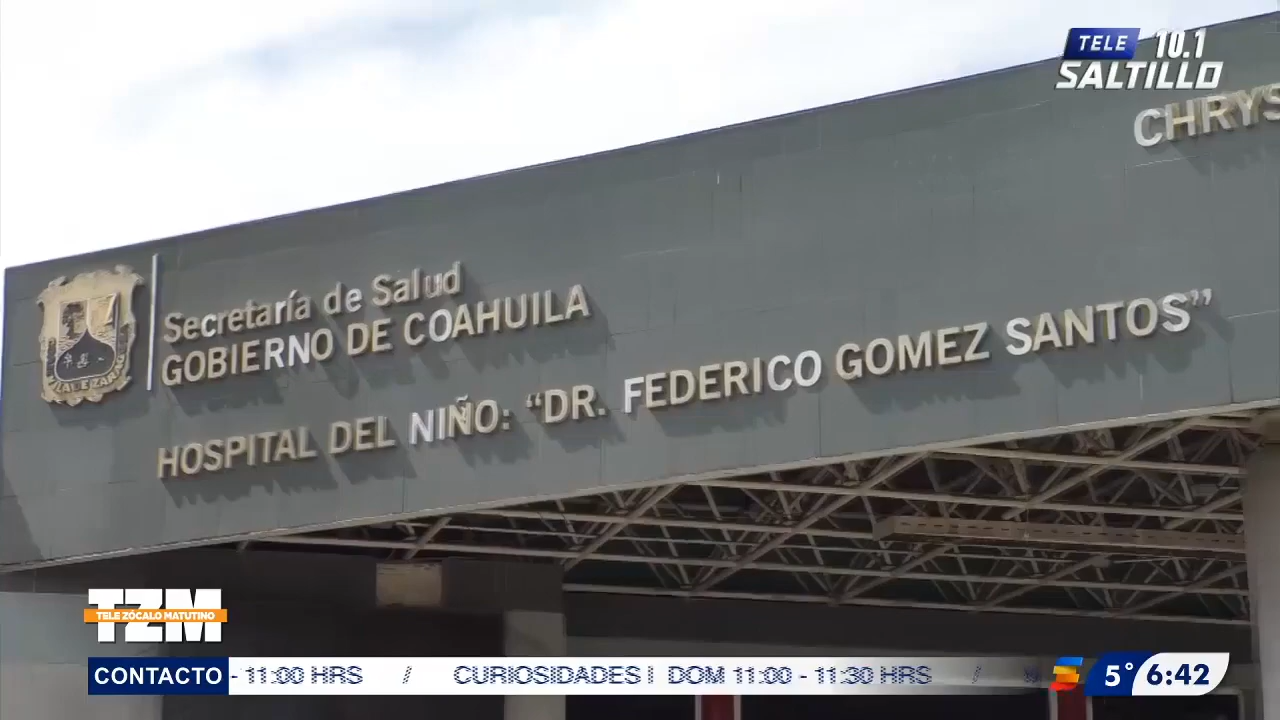 TELE 10.1
SALTILLO
CHRYS
Secretaría de Salud
GOBIERNO DE COAHUILA
HOSPITAL DEL NIÑO: “DR. FEDERICO GOMEZ SANTOS”
TZM
TELE ZÓCALO MATUTINO
CONTACTO - 11:00 HRS / CURIOSIDADES | DOM 11:00 - 11:30 HRS /
5° 6:42